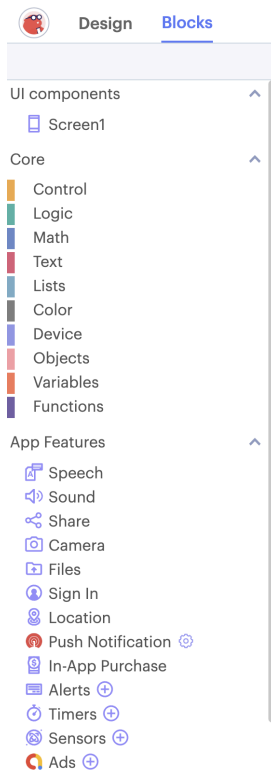 Design Blocks
UI components
Screen1
Core
Control
Logic
Math
Text
Lists
Color
Device
Objects
Variables
Functions
App Features
Speech
Sound
Share
Camera
Files
Sign In
Location
Push Notification
In-App Purchase
Alerts
Timers
Sensors
Ads